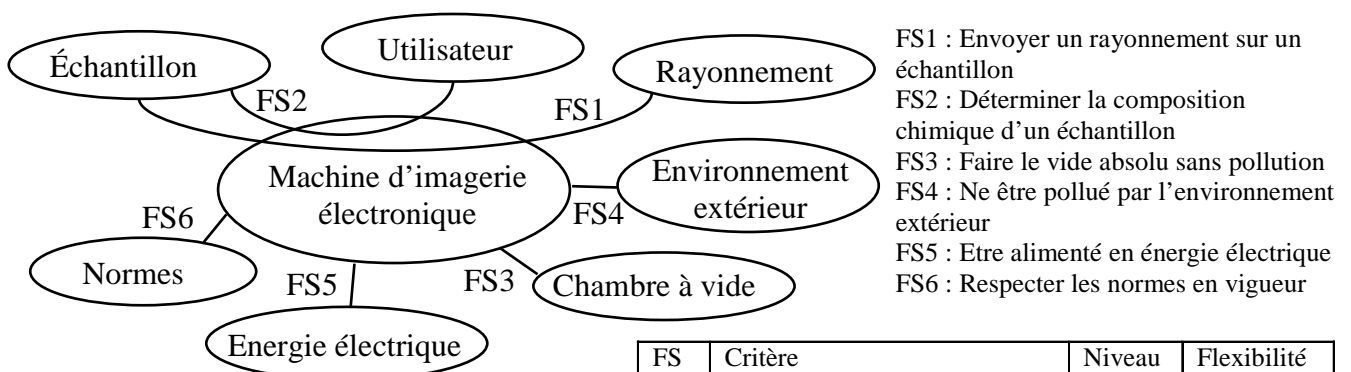 Échantillon
Utilisateur
Rayonnement
FS2
FS1
Machine d’imagerie
électronique
Environnement
extérieur
FS4
FS6
Normes
FS5
FS3
Chambre à vide
Energie électrique
FS1 : Envoyer un rayonnement sur un
échantillon
FS2 : Déterminer la composition
chimique d’un échantillon
FS3 : Faire le vide absolu sans pollution
FS4 : Ne être pollué par l’environnement
extérieur
FS5 : Etre alimenté en énergie électrique
FS6 : Respecter les normes en vigueur
FS Critère Niveau Flexibilité